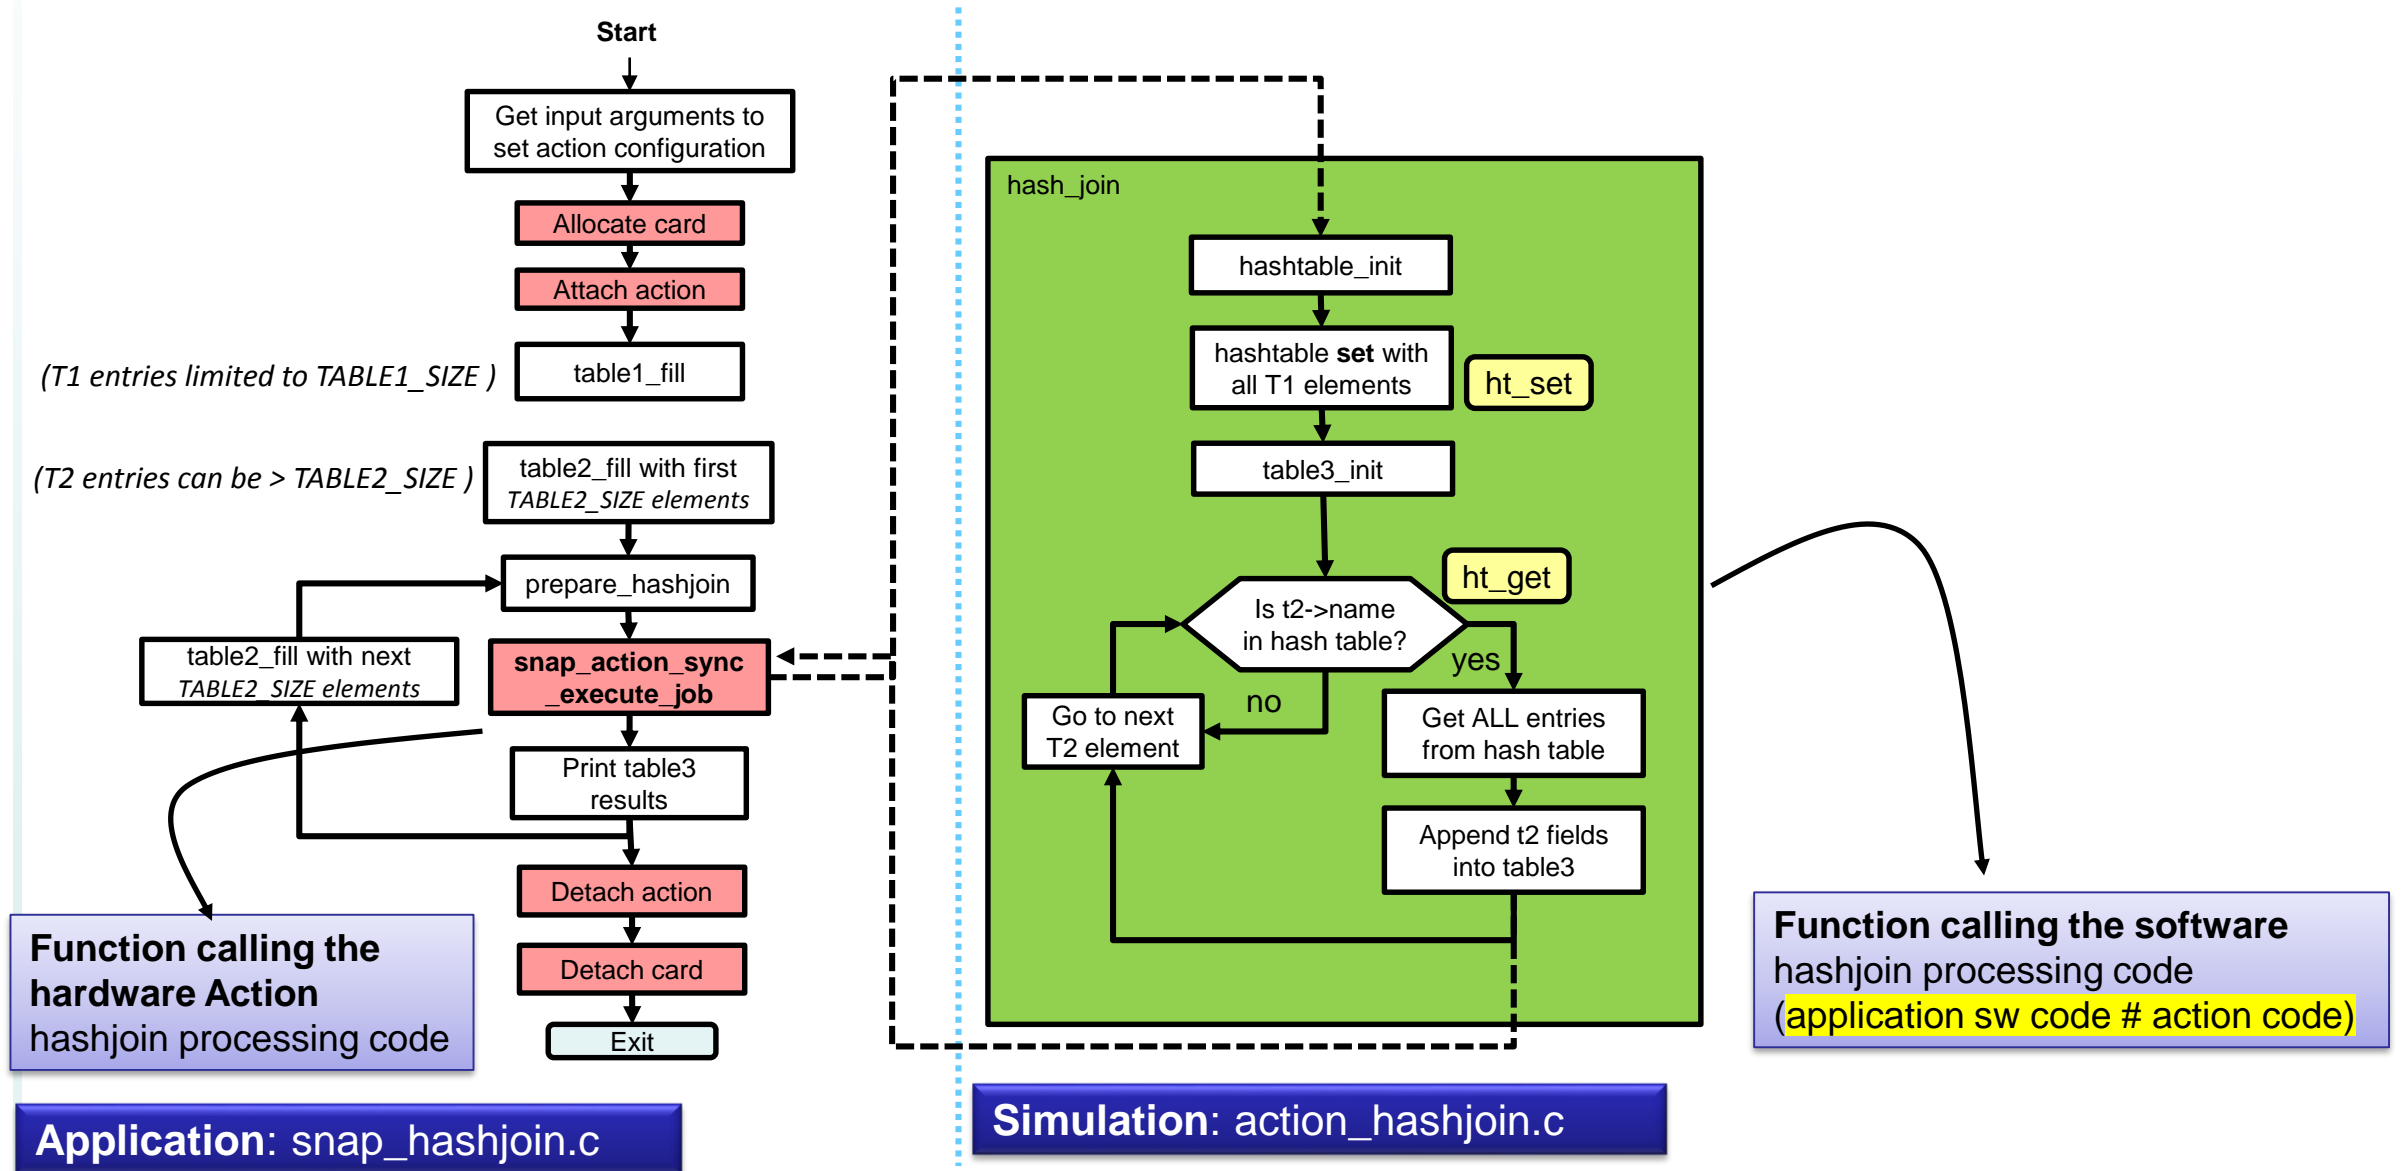 Start
Get input arguments to
set action configuration
Allocate card
Attach action
(T1 entries limited to TABLE1_SIZE )
table1_fill
(T2 entries can be > TABLE2_SIZE )
table2_fill with first
TABLE2_SIZE elements
prepare_hashjoin
table2_fill with next
TABLE2_SIZE elements
snap_action_sync
_execute_job
Print table3
results
Detach action
Detach card
Exit
Function calling the
hardware Action
hashjoin processing code
Application: snap_hashjoin.c
hash_join
hashtable_init
hashtable set with
all T1 elements
ht_set
table3_init
ht_get
Is t2->name
in hash table?
yes
no
Go to next
T2 element
Get ALL entries
from hash table
Append t2 fields
into table3
Function calling the software
hashjoin processing code
(application sw code # action code)
Simulation: action_hashjoin.c